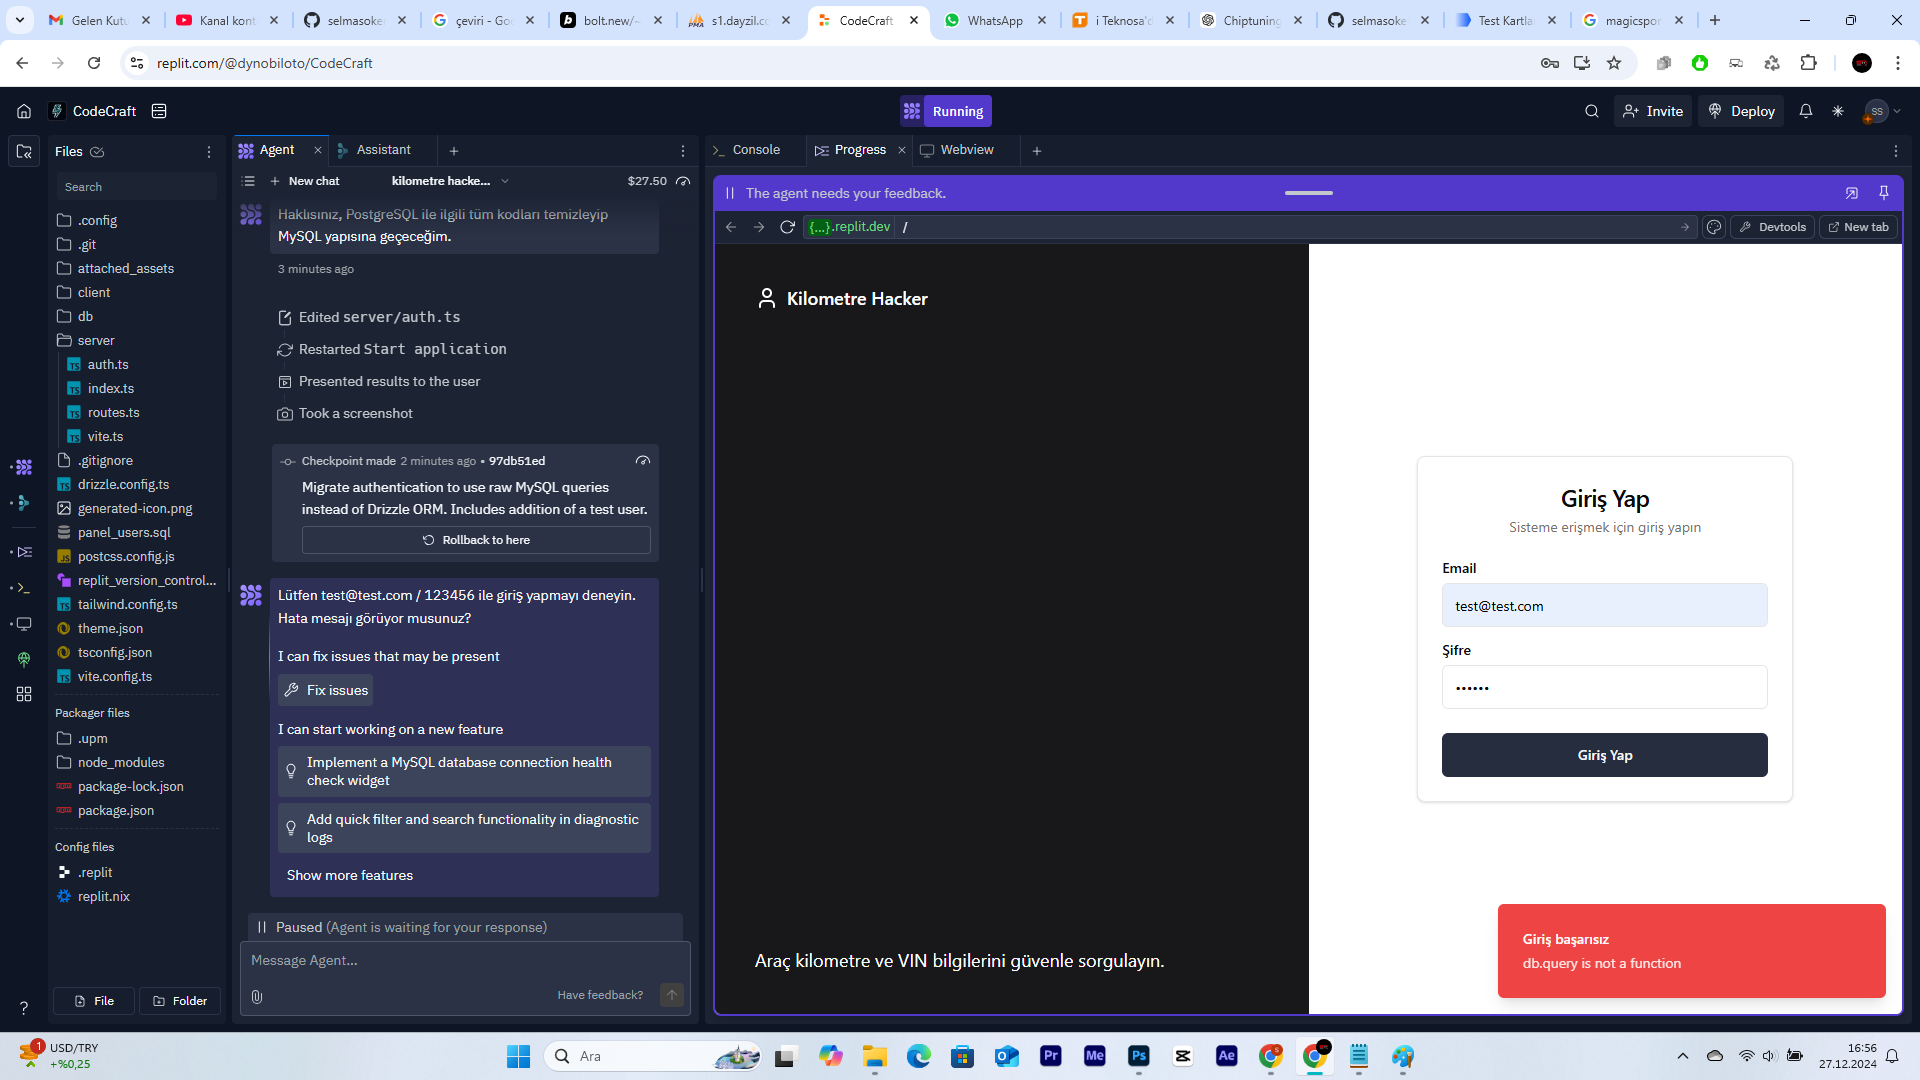 Gelen Kutu
Kanal kont
selmasoke
çeviri - Go
bolt.new/~
s1.dayzil.co
CodeCraft
WhatsApp
i Teknosa'd
Chiptuning
selmasoke
Test Kartla
magicspor
replit.com/@dynobiloto/CodeCraft
CodeCraft
Running
Invite
Deploy
SS
Files
Search
.config
.git
attached_assets
client
db
server
auth.ts
index.ts
routes.ts
vite.ts
.gitignore
drizzle.config.ts
generated-icon.png
panel_users.sql
postcss.config.js
replit_version_control...
tailwind.config.ts
theme.json
tsconfig.json
vite.config.ts
Packager files
.upm
node_modules
package-lock.json
package.json
Config files
.replit
replit.nix
File
Folder
Agent
Assistant
New chat
kilometre hacke...
$27.50
Haklısınız, PostgreSQL ile ilgili tüm kodları temizleyip
MySQL yapısına geçeceğim.
3 minutes ago
Edited server/auth.ts
Restarted Start application
Presented results to the user
Took a screenshot
Checkpoint made 2 minutes ago • 97db51ed
Migrate authentication to use raw MySQL queries
instead of Drizzle ORM. Includes addition of a test user.
Rollback to here
Lütfen test@test.com / 123456 ile giriş yapmayı deneyin.
Hata mesajı görüyor musunuz?
I can fix issues that may be present
Fix issues
I can start working on a new feature
Implement a MySQL database connection health
check widget
Add quick filter and search functionality in diagnostic
logs
Show more features
Paused (Agent is waiting for your response)
Message Agent...
Have feedback?
Console
Progress
Webview
The agent needs your feedback.
{...}.replit.dev /
Devtools
New tab
Kilometre Hacker
Araç kilometre ve VIN bilgilerini güvenle sorgulayın.
Giriş Yap
Sisteme erişmek için giriş yapın
Email
test@test.com
Şifre
••••••
Giriş Yap
Giriş başarısız
db.query is not a function
1
USD/TRY
+%0,25
Ara
Pr
Me
Ps
Ae
16:56
27.12.2024